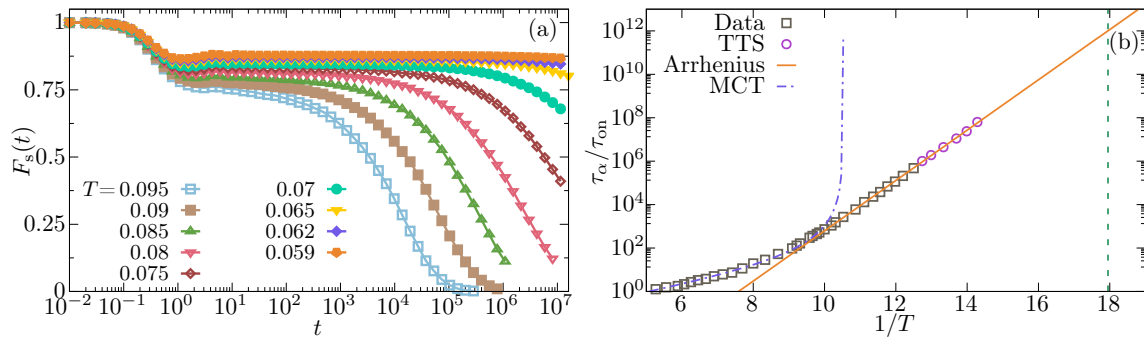 1
0.75
0.5
0.25
0
F_s(t)
(a)
T=0.095
0.09
0.085
0.08
0.075
0.07
0.065
0.062
0.059
10^{-2} 10^{-1} 10^0 10^1 10^2 10^3 10^4 10^5 10^6 10^7
t
10^{12}
10^{10}
10^8
10^6
10^4
10^2
10^0
τ_α/τ_on
Data
TTS
Arrhenius
MCT
(b)
6 8 10 12 14 16 18
1/T